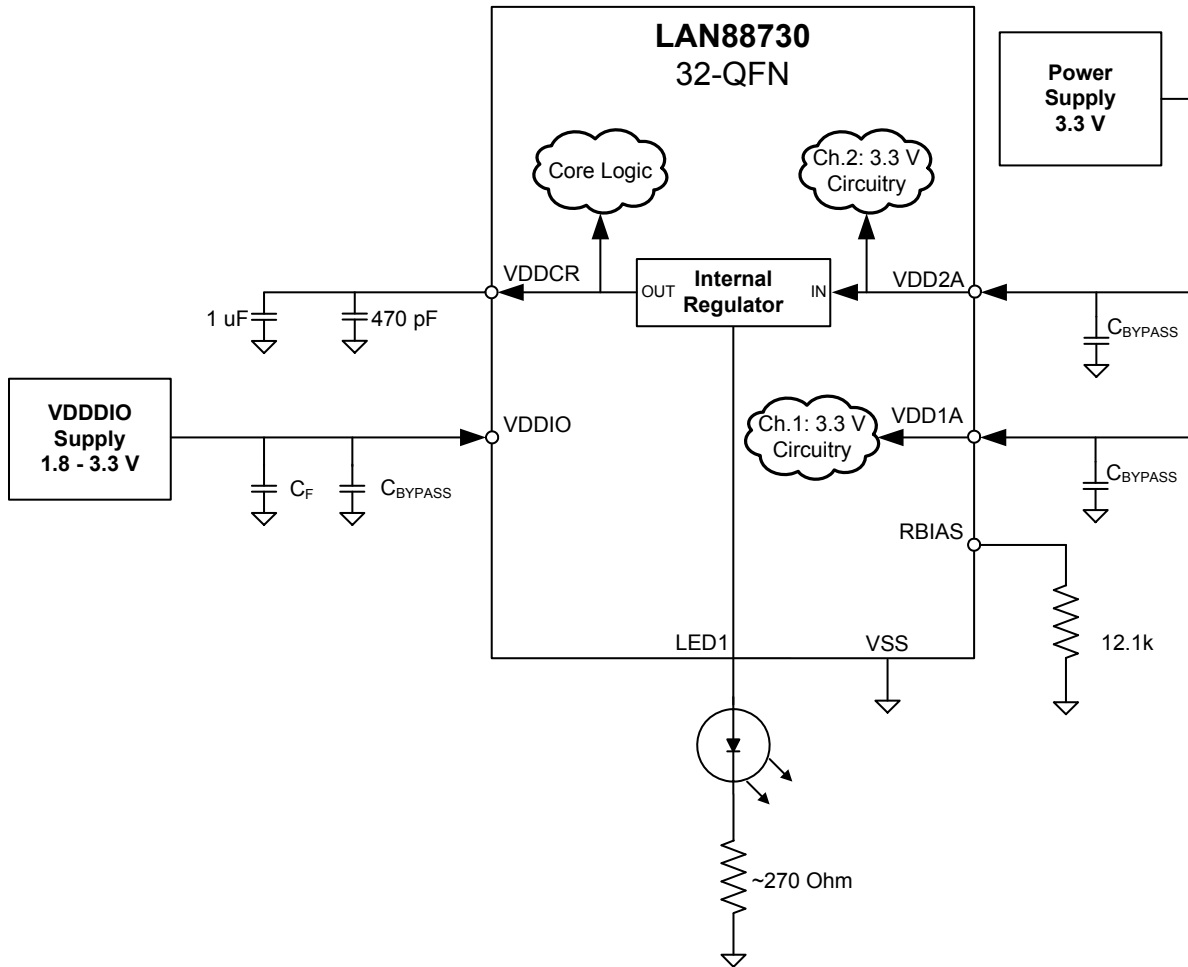 LAN88730
32-QFN
Power
Supply
3.3 V
Core Logic
Ch.2: 3.3 V
Circuitry
VDDCR
OUT
Internal
Regulator
IN
VDD2A
1 uF
470 pF
CBYPASS
VDDDIO
Supply
1.8 - 3.3 V
VDDIO
Ch.1: 3.3 V
Circuitry
VDD1A
CF
CBYPASS
CBYPASS
RBIAS
12.1k
LED1
VSS
~270 Ohm